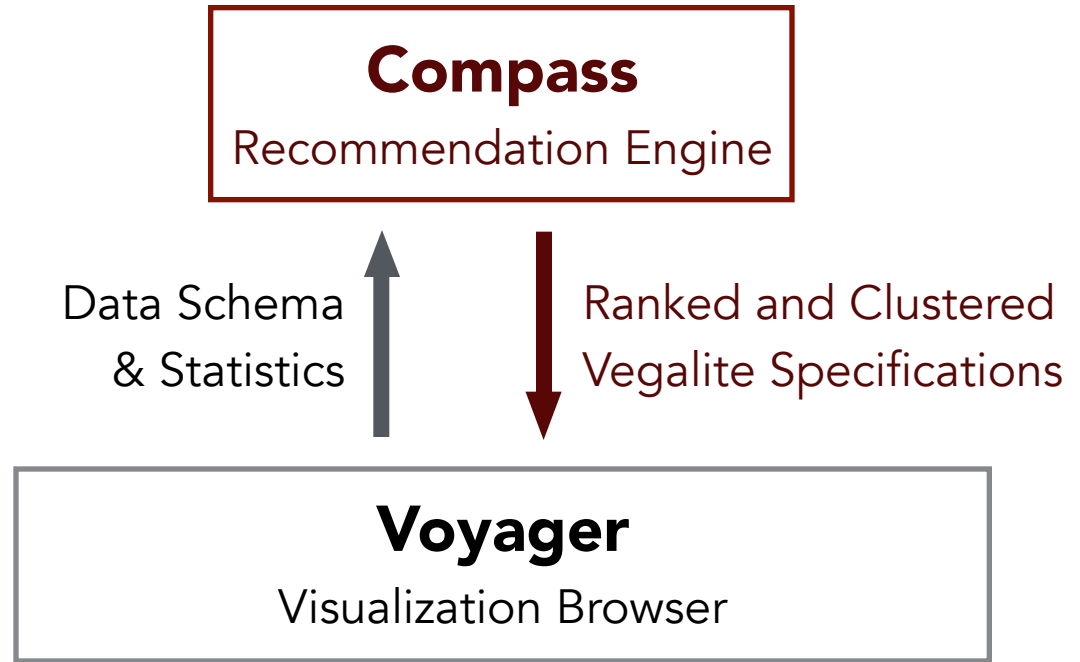 Compass
Recommendation Engine
Data Schema
& Statistics
Ranked and Clustered
Vegalite Specifications
Voyager
Visualization Browser